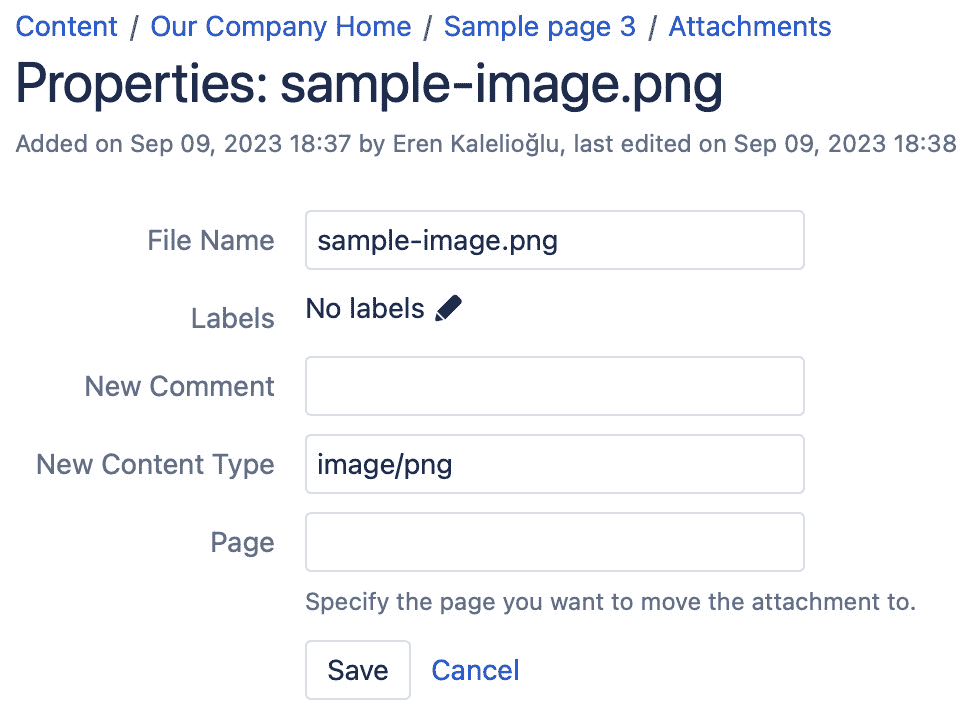 Content / Our Company Home / Sample page 3 / Attachments
Properties: sample-image.png
Added on Sep 09, 2023 18:37 by Eren Kalelioğlu, last edited on Sep 09, 2023 18:38
File Name sample-image.png
Labels No labels
New Comment
New Content Type image/png
Page
Specify the page you want to move the attachment to.
Save Cancel